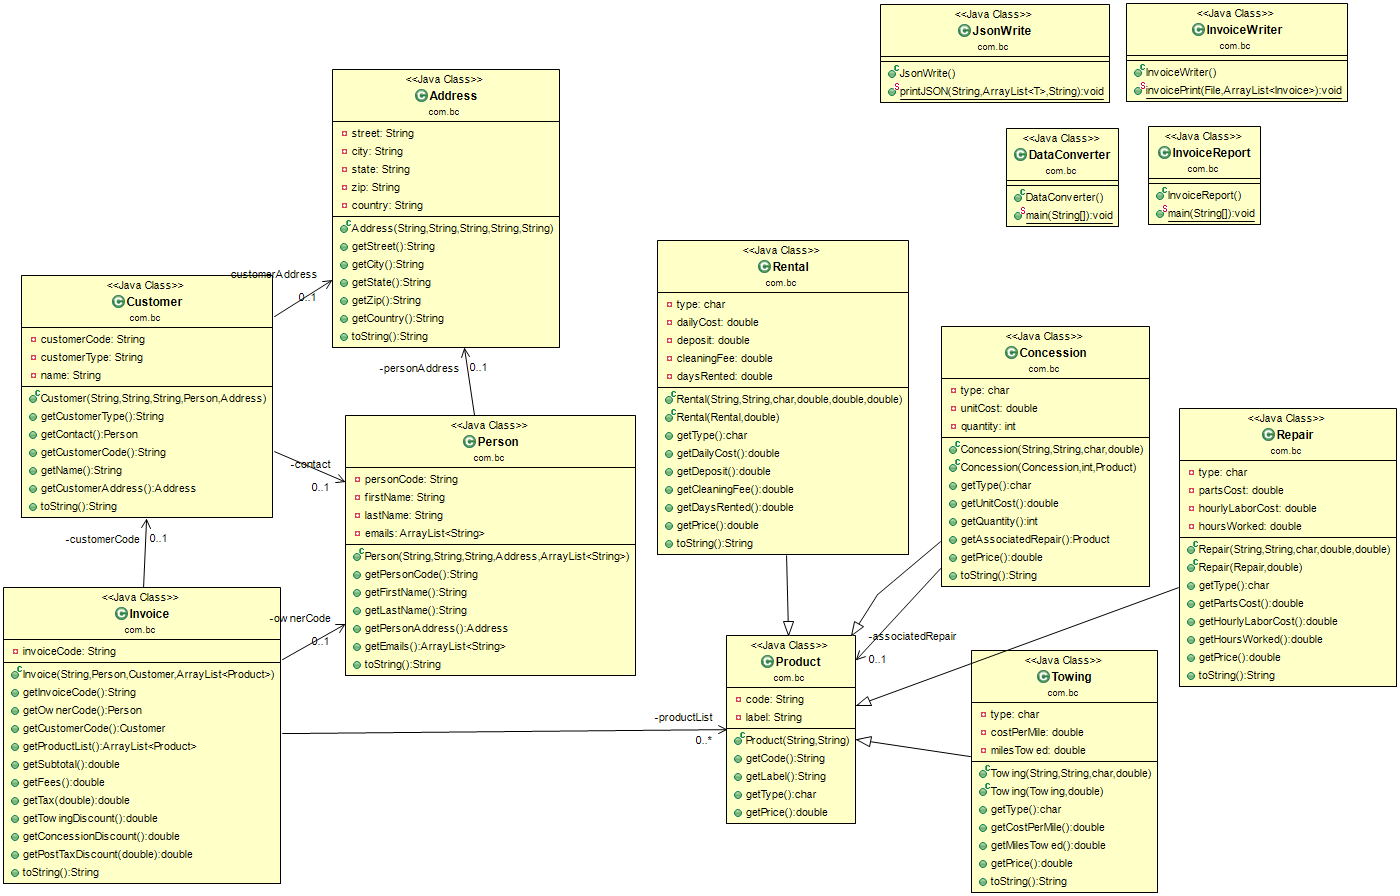 <<Java Class>>
JsonWrite
com.bc
JsonWrite()
printJSON(String,ArrayList<T>,String):void
<<Java Class>>
InvoiceWriter
com.bc
InvoiceWriter()
invoicePrint(File,ArrayList<Invoice>):void
<<Java Class>>
DataConverter
com.bc
DataConverter()
main(String[]):void
<<Java Class>>
InvoiceReport
com.bc
InvoiceReport()
main(String[]):void
<<Java Class>>
Address
com.bc
street: String
city: String
state: String
zip: String
country: String
Address(String,String,String,String,String)
getStreet():String
getCity():String
getState():String
getZip():String
getCountry():String
toString():String
-customerAddress
0..1
<<Java Class>>
Customer
com.bc
customerCode: String
customerType: String
name: String
Customer(String,String,String,Person,Address)
getCustomerType():String
getContact():Person
getCustomerCode():String
getName():String
getCustomerAddress():Address
toString():String
-personAddress
0..1
-contact
0..1
<<Java Class>>
Person
com.bc
personCode: String
firstName: String
lastName: String
emails: ArrayList<String>
Person(String,String,String,Address,ArrayList<String>)
getPersonCode():String
getFirstName():String
getLastName():String
getPersonAddress():Address
getEmails():ArrayList<String>
toString():String
-customerCode
0..1
-ownerCode
0..1
<<Java Class>>
Invoice
com.bc
invoiceCode: String
Invoice(String,Person,Customer,ArrayList<Product>)
getInvoiceCode():String
getOwnerCode():Person
getCustomerCode():Customer
getProductList():ArrayList<Product>
getSubtotal():double
getFees():double
getTax(double):double
getTowingDiscount():double
getConcessionDiscount():double
getPostTaxDiscount(double):double
toString():String
-productList
0..*
<<Java Class>>
Rental
com.bc
type: char
dailyCost: double
deposit: double
cleaningFee: double
daysRented: double
Rental(String,String,char,double,double,double)
Rental(Rental,double)
getType():char
getDailyCost():double
getDeposit():double
getCleaningFee():double
getDaysRented():double
getPrice():double
toString():String
<<Java Class>>
Concession
com.bc
type: char
unitCost: double
quantity: int
Concession(String,String,char,double)
Concession(Concession,int,Product)
getType():char
getUnitCost():double
getQuantity():int
getAssociatedRepair():Product
getPrice():double
toString():String
-associatedRepair
0..1
<<Java Class>>
Repair
com.bc
type: char
partsCost: double
hourlyLaborCost: double
hoursWorked: double
Repair(String,String,char,double,double)
Repair(Repair,double)
getType():char
getPartsCost():double
getHourlyLaborCost():double
getHoursWorked():double
getPrice():double
toString():String
<<Java Class>>
Product
com.bc
code: String
label: String
Product(String,String)
getCode():String
getLabel():String
getType():char
getPrice():double
<<Java Class>>
Towing
com.bc
type: char
costPerMile: double
milesTowed: double
Towing(String,String,char,double)
Towing(Towing,double)
getType():char
getCostPerMile():double
getMilesTowed():double
getPrice():double
toString():String